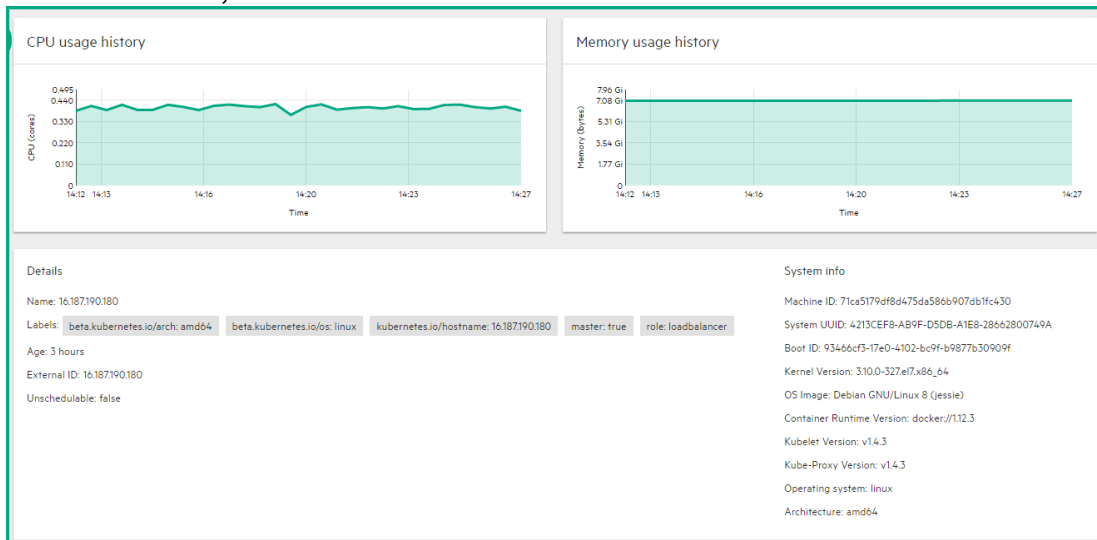 CPU usage history
0.495
0.440
0.330
0.220
0.110
0
CPU (cores)
14:12 14:13 14:16 14:20 14:23 14:27
Time
Memory usage history
7.96 Gi
7.08 Gi
5.31 Gi
3.54 Gi
1.77 Gi
0
Memory (bytes)
14:12 14:13 14:16 14:20 14:23 14:27
Time
Details
Name: 16.187.190.180
Labels: beta.kubernetes.io/arch: amd64 beta.kubernetes.io/os: linux kubernetes.io/hostname: 16.187.190.180 master: true role: loadbalancer
Age: 3 hours
External ID: 16.187.190.180
Unschedulable: false
System info
Machine ID: 71ca5179df8d475da586b907db1fc430
System UUID: 4213CEF8-AB9F-D5DB-A1E8-28662800749A
Boot ID: 93466cf3-17e0-4102-bc9f-b9877b30909f
Kernel Version: 3.10.0-327.el7.x86_64
OS Image: Debian GNU/Linux 8 (jessie)
Container Runtime Version: docker://1.12.3
Kubelet Version: v1.4.3
Kube-Proxy Version: v1.4.3
Operating system: linux
Architecture: amd64